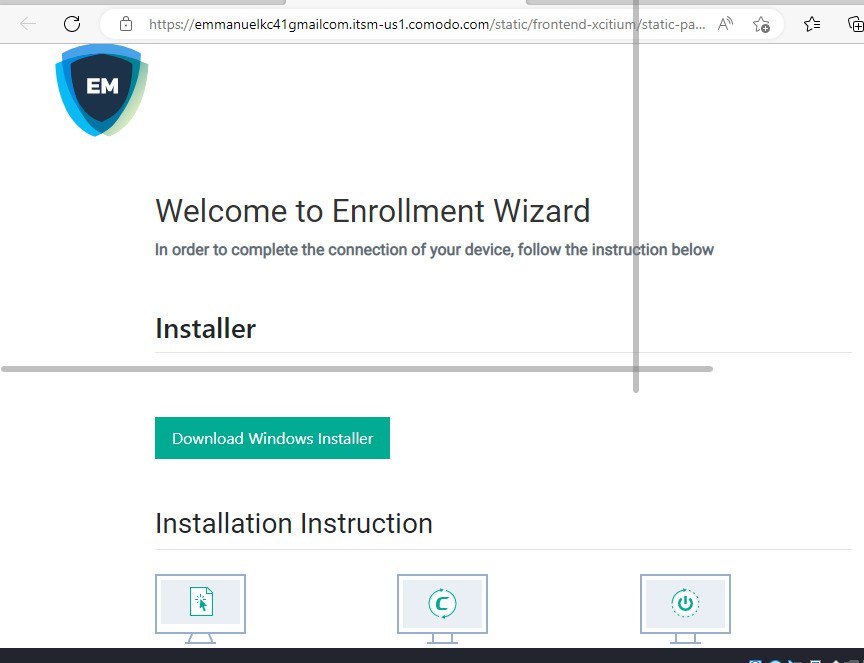 https://emmanuelkc41gmailcom.itsm-us1.comodo.com/static/frontend-xcitium/static-pa...
EM
Welcome to Enrollment Wizard
In order to complete the connection of your device, follow the instruction below
Installer
Download Windows Installer
Installation Instruction
C